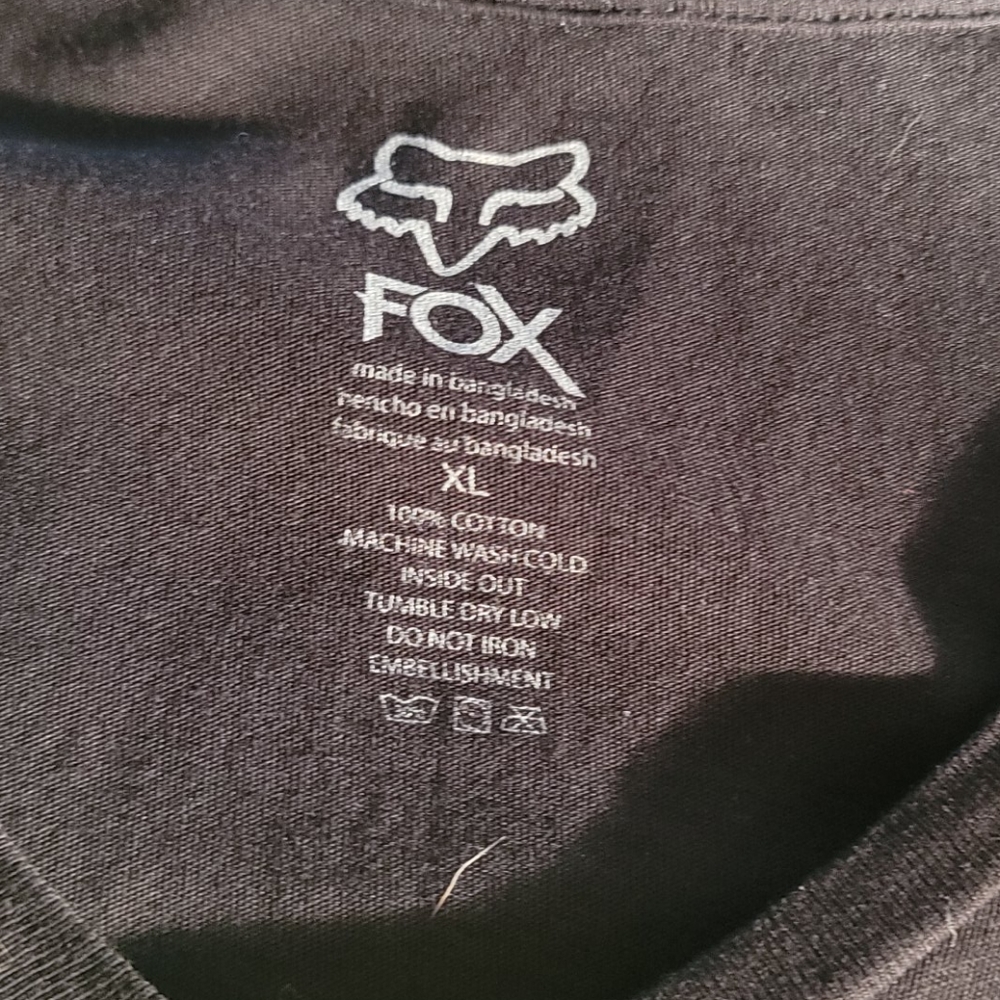 FOX
made in bangladesh
hericho en bangladesh
fabrique au bangladesh
XL
100% COTTON
MACHINE WASH COLD
INSIDE OUT
TUMBLE DRY LOW
DO NOT IRON
EMBELLISHMENT